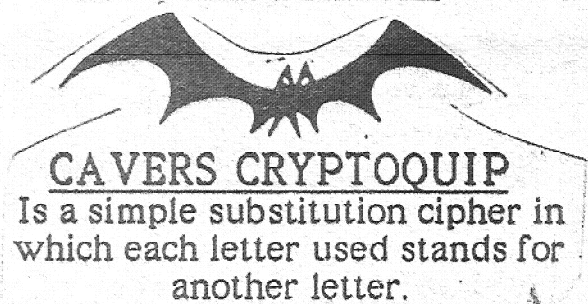 CAVERS CRYPTOQUIP
Is a simple substitution cipher in
which each letter used stands for
another letter.